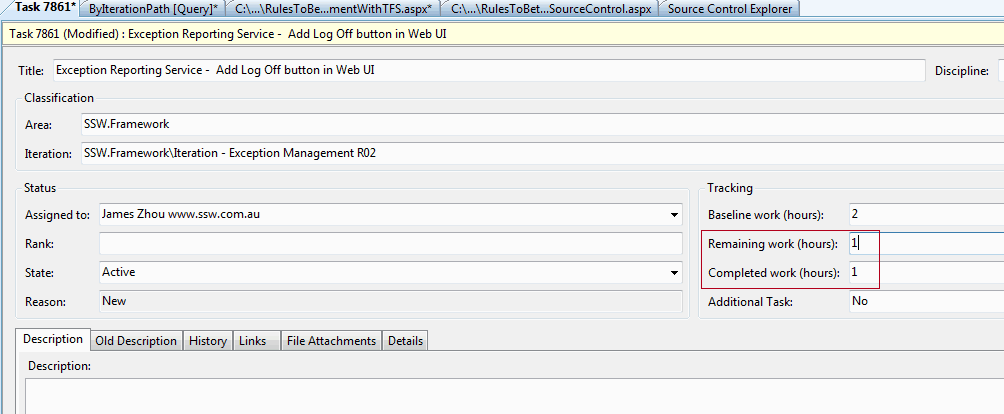 Task 7861* ByIterationPath [Query]* C:\...\RulesToBe...mentWithTFS.aspx* C:\...\RulesToBet...SourceControl.aspx Source Control Explorer
Task 7861 (Modified) : Exception Reporting Service - Add Log Off button in Web UI
Title: Exception Reporting Service - Add Log Off button in Web UI Discipline:
Classification
Area: SSW.Framework
Iteration: SSW.Framework\Iteration - Exception Management R02
Status Tracking
Assigned to: James Zhou www.ssw.com.au Baseline work (hours): 2
Rank: Remaining work (hours): 1
State: Active Completed work (hours): 1
Reason: New Additional Task: No
Description Old Description History Links File Attachments Details
Description: